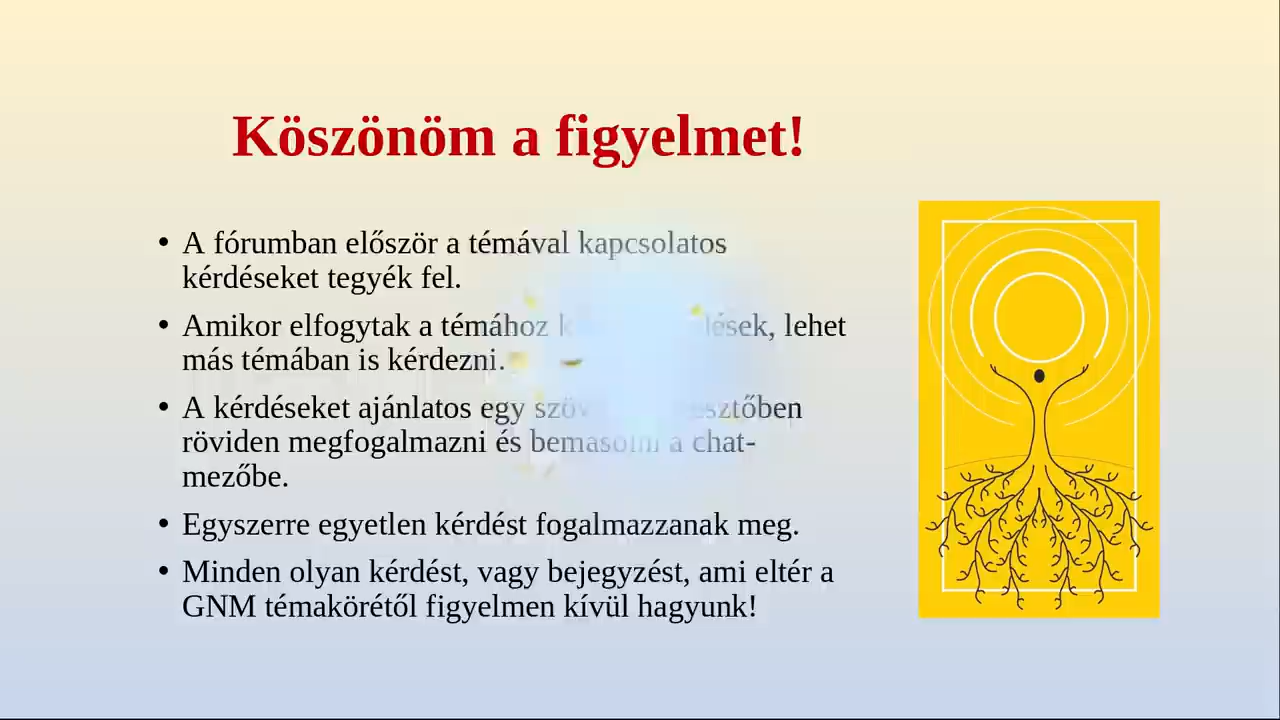 Köszönöm a figyelmet!
• A fórumban először a témával kapcsolatos
kérdéseket tegyék fel.
• Amikor elfogytak a témához lehet
más témában is kérdezni.
• A kérdéseket ajánlatos egy
röviden megfogalmazni és bemásolni a chat-
mezőbe.
• Egyszerre egyetlen kérdést fogalmazzanak meg.
• Minden olyan kérdést, vagy bejegyzést, ami eltér a
GNM témakörétől figyelmen kívül hagyunk!